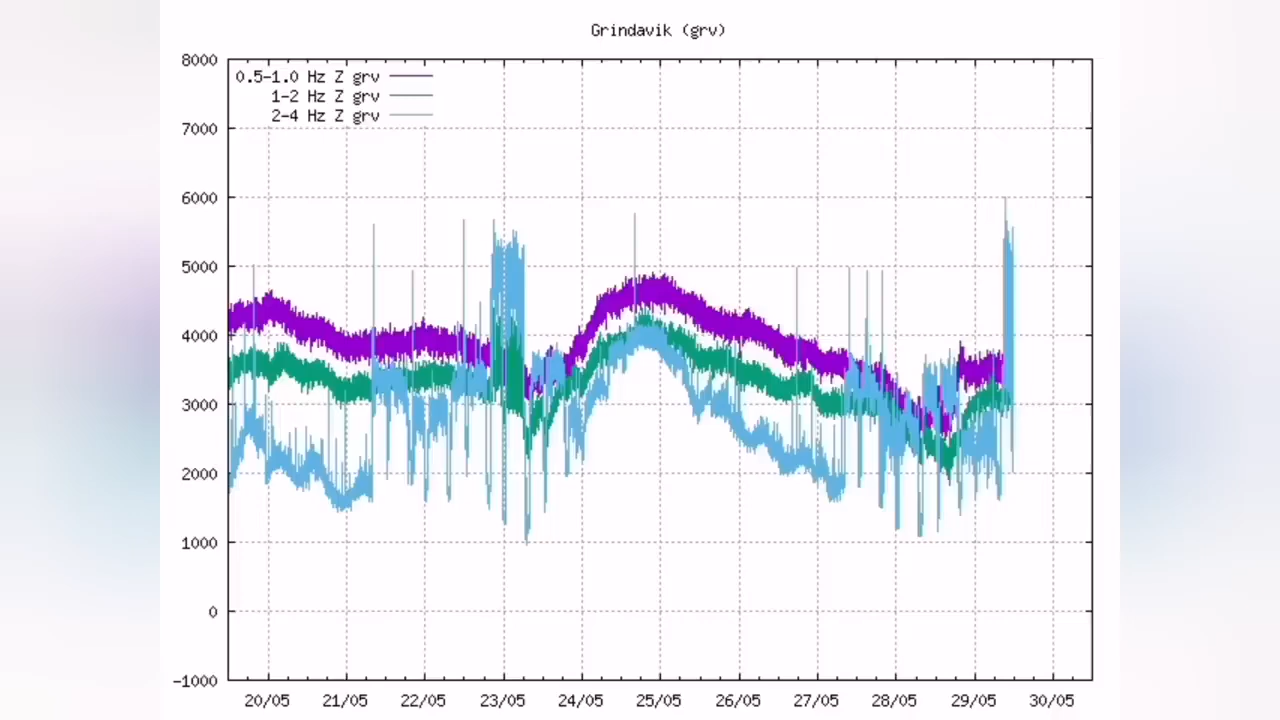 Grindavik (grv)
8000
7000
6000
5000
4000
3000
2000
1000
0
-1000
0.5-1.0 Hz Z grv
1-2 Hz Z grv
2-4 Hz Z grv
20/05 21/05 22/05 23/05 24/05 25/05 26/05 27/05 28/05 29/05 30/05